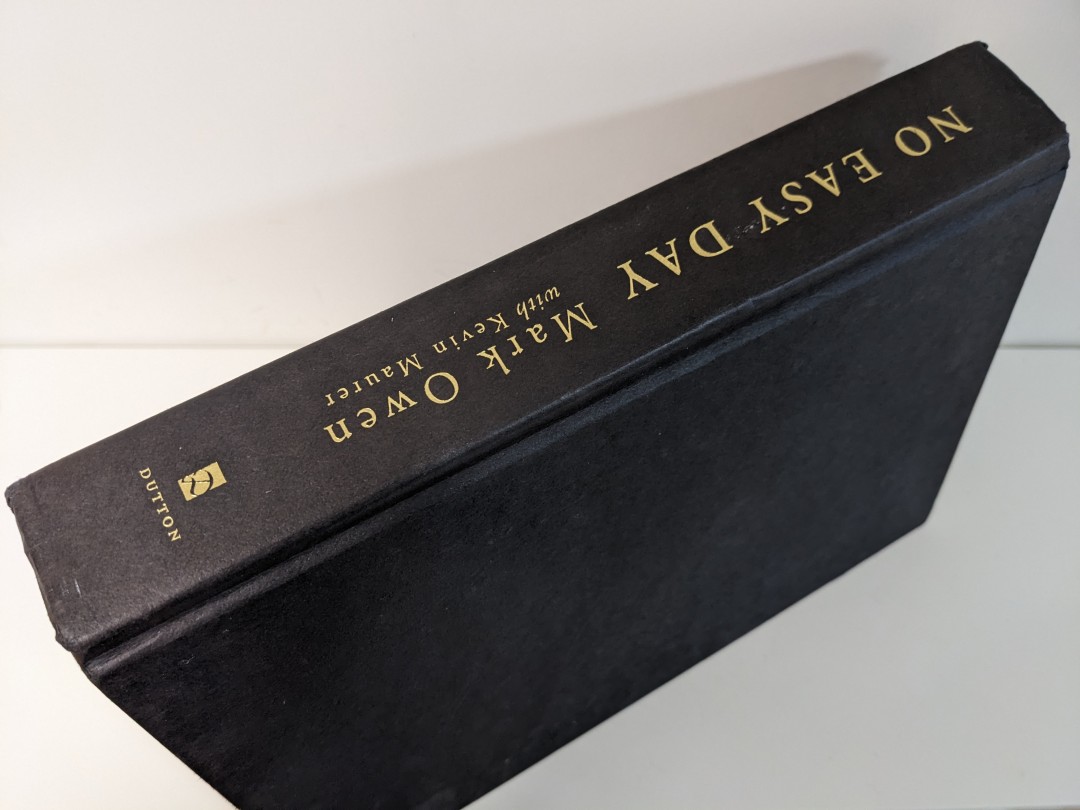 NO EASY DAY
Mark Owen
with Kevin Maurer
DUTTON